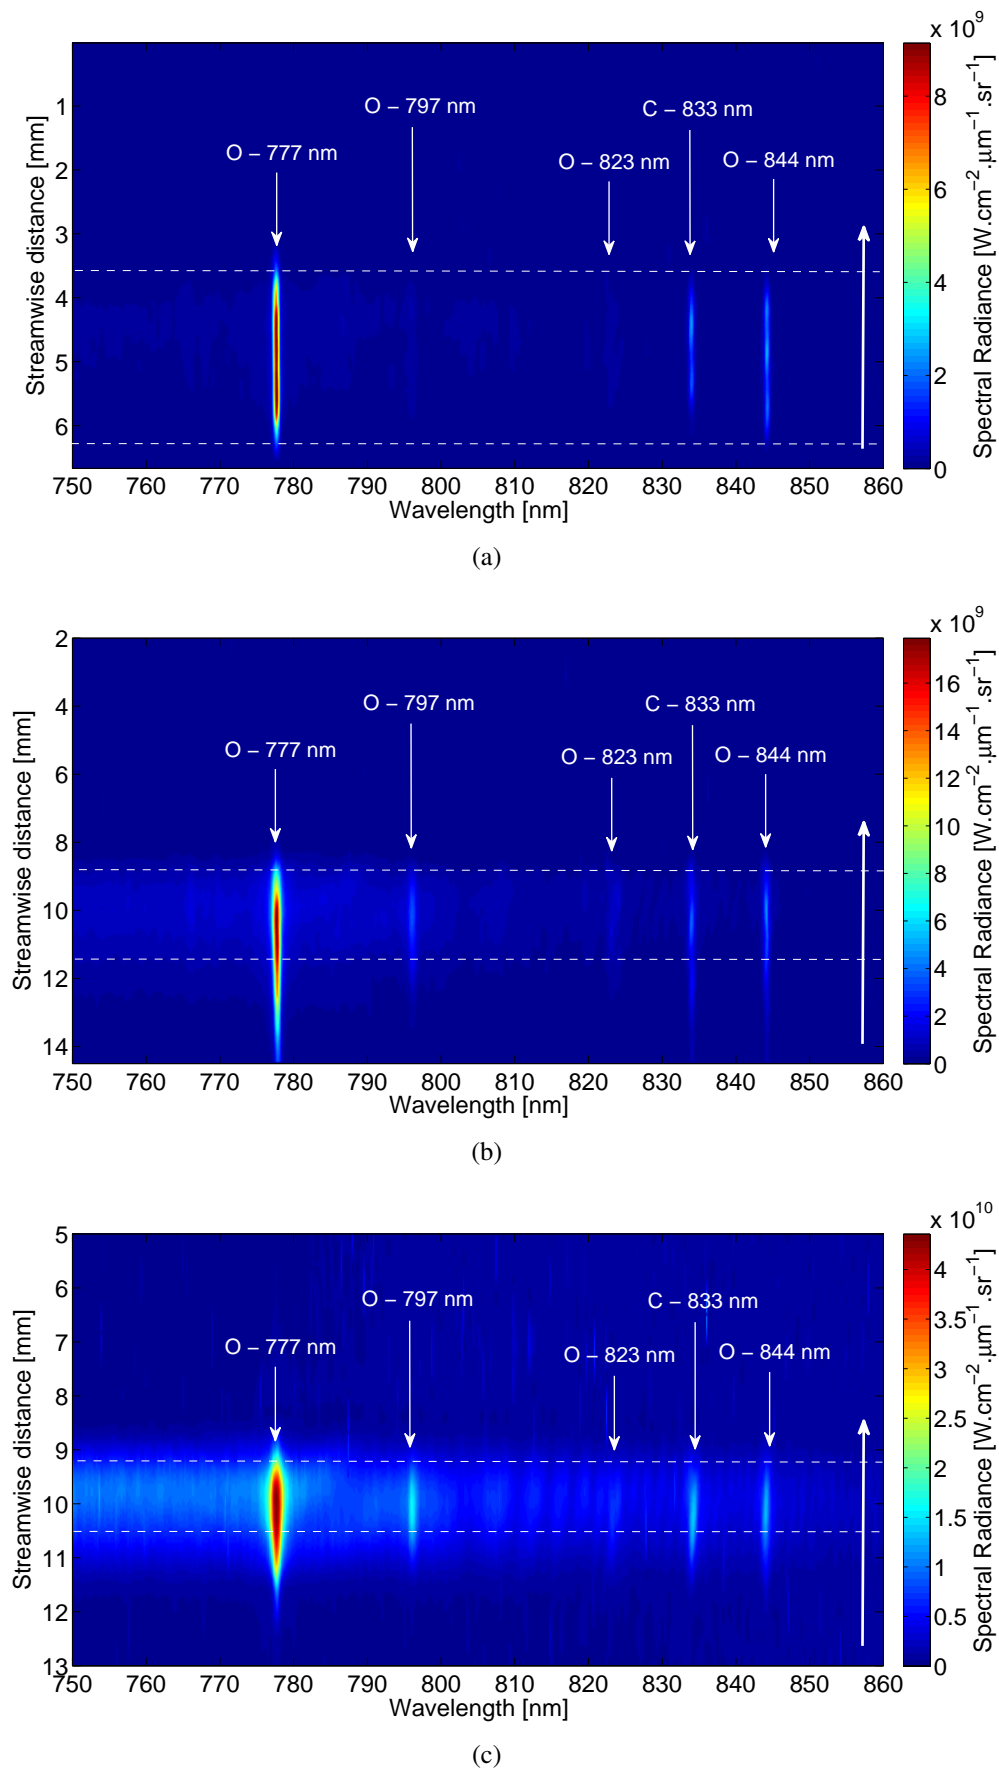 x 10⁹
O – 797 nm
C – 833 nm
O – 777 nm
O – 823 nm
O – 844 nm
1
2
3
4
5
6
Streamwise distance [mm]
750 760 770 780 790 800 810 820 830 840 850 860
Wavelength [nm]
8
6
4
2
0
Spectral Radiance [W.cm⁻².μm⁻¹.sr⁻¹]
(a)
x 10⁹
O – 797 nm
C – 833 nm
O – 777 nm
O – 823 nm
O – 844 nm
2
4
6
8
10
12
14
Streamwise distance [mm]
750 760 770 780 790 800 810 820 830 840 850 860
Wavelength [nm]
16
14
12
10
8
6
4
2
0
Spectral Radiance [W.cm⁻².μm⁻¹.sr⁻¹]
(b)
x 10¹⁰
O – 797 nm
C – 833 nm
O – 777 nm
O – 823 nm
O – 844 nm
5
6
7
8
9
10
11
12
13
Streamwise distance [mm]
750 760 770 780 790 800 810 820 830 840 850 860
Wavelength [nm]
4
3.5
3
2.5
2
1.5
1
0.5
0
Spectral Radiance [W.cm⁻².μm⁻¹.sr⁻¹]
(c)